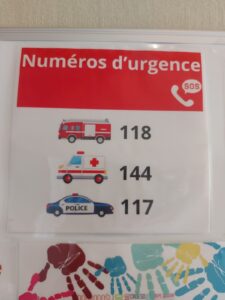 Numéros d'urgence
SOS
118
144
POLICE 117